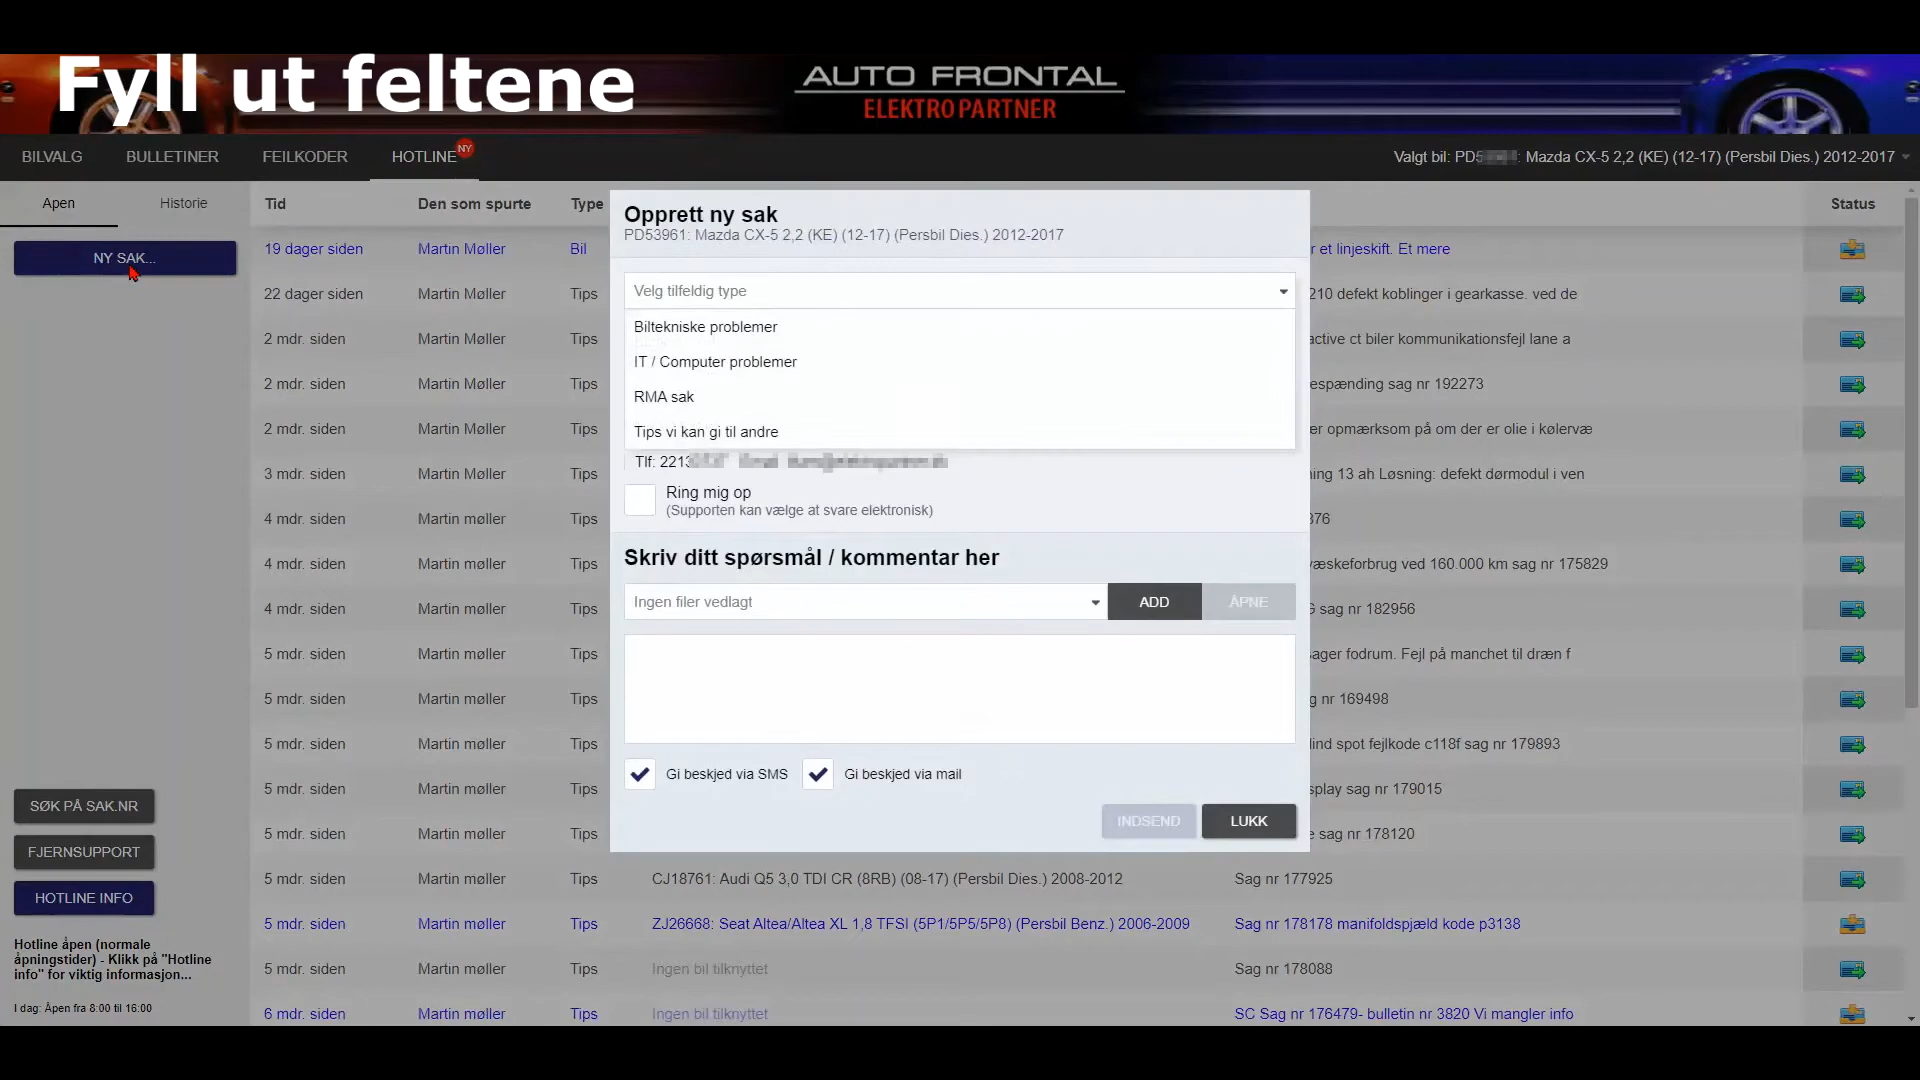 Fyll ut feltene
AUTO FRONTAL
ELEKTROPARTNER
BILVALG BULLETINER FEILKODER HOTLINE NY
Valgt bil: PD5 : Mazda CX-5 2,2 (KE) (12-17) (Persbil Dies.) 2012-2017
Apen Historie
NY SAK...
SØK PÅ SAK.NR
FJERNSUPPORT
HOTLINE INFO
Hotline åpen (normale
åpningstider) - Klikk på "Hotline
info" for viktig informasjon...
I dag: Åpen fra 8:00 til 16:00
Tid Den som spurte Type Status
19 dager siden Martin Møller Bil r et linjeskift. Et mere
22 dager siden Martin Møller Tips 210 defekt koblinger i gearkasse. ved de
2 mdr. siden Martin Møller Tips active ct biler kommunikationsfejl lane a
2 mdr. siden Martin Møller Tips espænding sag nr 192273
2 mdr. siden Martin Møller Tips er opmærksom på om der er olie i kølervæ
3 mdr. siden Martin Møller Tips ning 13 ah Løsning: defekt dørmodul i ven
4 mdr. siden Martin Møller Tips 376
4 mdr. siden Martin møller Tips væskeforbrug ved 160.000 km sag nr 175829
4 mdr. siden Martin møller Tips sag nr 182956
5 mdr. siden Martin møller Tips ager fodrum. Fejl på manchet til dræn f
5 mdr. siden Martin møller Tips g nr 169498
5 mdr. siden Martin møller Tips lind spot fejlkode c118f sag nr 179893
5 mdr. siden Martin møller Tips splay sag nr 179015
5 mdr. siden Martin møller Tips e sag nr 178120
5 mdr. siden Martin møller Tips CJ18761: Audi Q5 3,0 TDI CR (8RB) (08-17) (Persbil Dies.) 2008-2012 Sag nr 177925
5 mdr. siden Martin møller Tips ZJ26668: Seat Altea/Altea XL 1,8 TFSI (5P1/5P5/5P8) (Persbil Benz.) 2006-2009 Sag nr 178178 manifoldspjæld kode p3138
5 mdr. siden Martin møller Tips Ingen bil tilknyttet Sag nr 178088
6 mdr. siden Martin møller Tips Ingen bil tilknyttet SC Sag nr 176479- bulletin nr 3820 Vi mangler info
Opprett ny sak
PD53961: Mazda CX-5 2,2 (KE) (12-17) (Persbil Dies.) 2012-2017
Velg tilfeldig type
Biltekniske problemer
IT / Computer problemer
RMA sak
Tips vi kan gi til andre
Tlf: 2213
Ring mig op
(Supporten kan vælge at svare elektronisk)
Skriv ditt spørsmål / kommentar her
Ingen filer vedlagt ADD ÅPNE
Gi beskjed via SMS Gi beskjed via mail
INDSEND LUKK